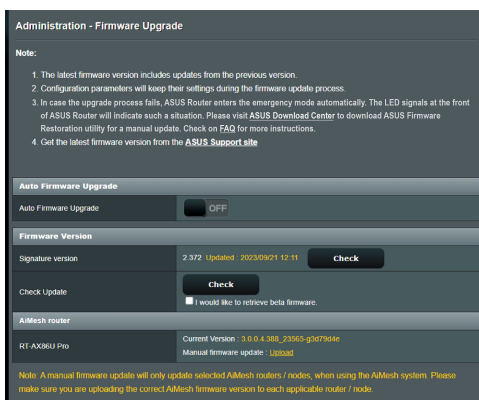 Administration - Firmware Upgrade
Note:
1. The latest firmware version includes updates from the previous version.
2. Configuration parameters will keep their settings during the firmware update process.
3. In case the upgrade process fails, ASUS Router enters the emergency mode automatically. The LED signals at the front
of ASUS Router will indicate such a situation. Please visit ASUS Download Center to download ASUS Firmware
Restoration utility for a manual update. Check on FAQ for more instructions.
4. Get the latest firmware version from the ASUS Support site
Auto Firmware Upgrade
Auto Firmware Upgrade OFF
Firmware Version
Signature version 2.372 Updated : 2023/09/21 12:11 Check
Check Update Check
I would like to retrieve beta firmware.
AiMesh router
RT-AX86U Pro Current Version : 3.0.0.4.388_23565-g3d79d4e
Manual firmware update : Upload
Note: A manual firmware update will only update selected AiMesh routers / nodes, when using the AiMesh system. Please
make sure you are uploading the correct AiMesh firmware version to each applicable router / node.